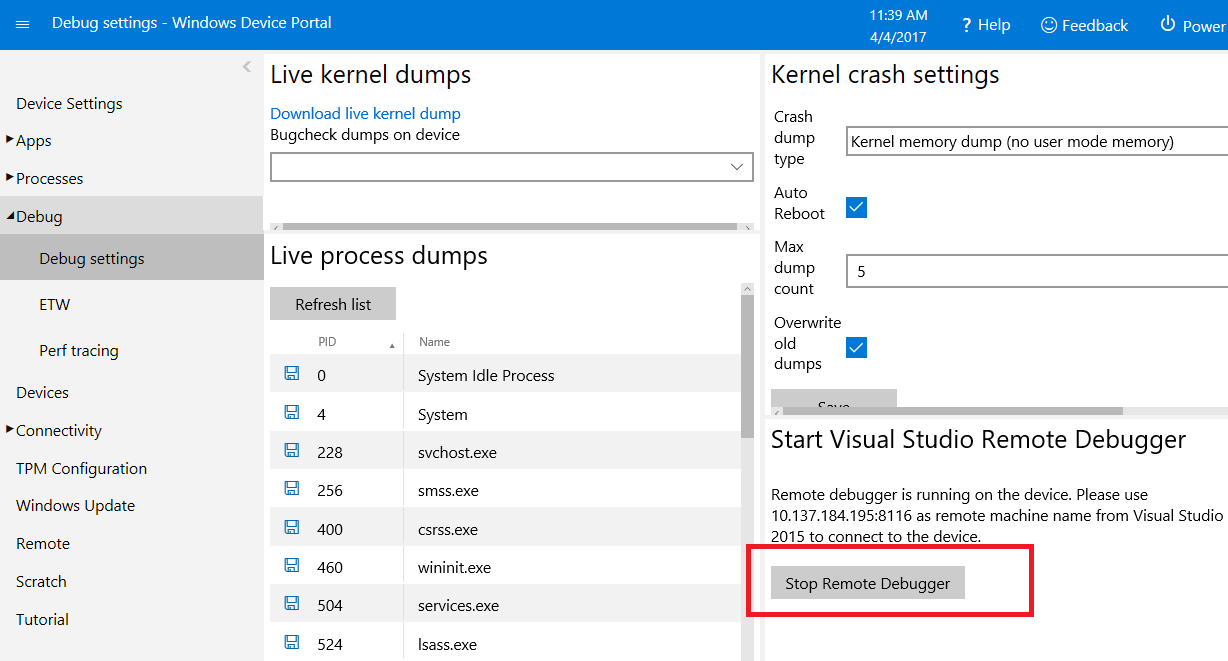 Debug settings - Windows Device Portal
11:39 AM
4/4/2017
? Help
Feedback
Power
Device Settings
Apps
Processes
Debug
Debug settings
ETW
Perf tracing
Devices
Connectivity
TPM Configuration
Windows Update
Remote
Scratch
Tutorial
Live kernel dumps
Download live kernel dump
Bugcheck dumps on device
Live process dumps
Refresh list
PID Name
0 System Idle Process
4 System
228 svchost.exe
256 smss.exe
400 csrss.exe
460 wininit.exe
504 services.exe
524 lsass.exe
Kernel crash settings
Crash
dump
type
Kernel memory dump (no user mode memory)
Auto
Reboot
Max
dump
count
5
Overwrite
old
dumps
Save
Start Visual Studio Remote Debugger
Remote debugger is running on the device. Please use
10.137.184.195:8116 as remote machine name from Visual Studio
2015 to connect to the device.
Stop Remote Debugger